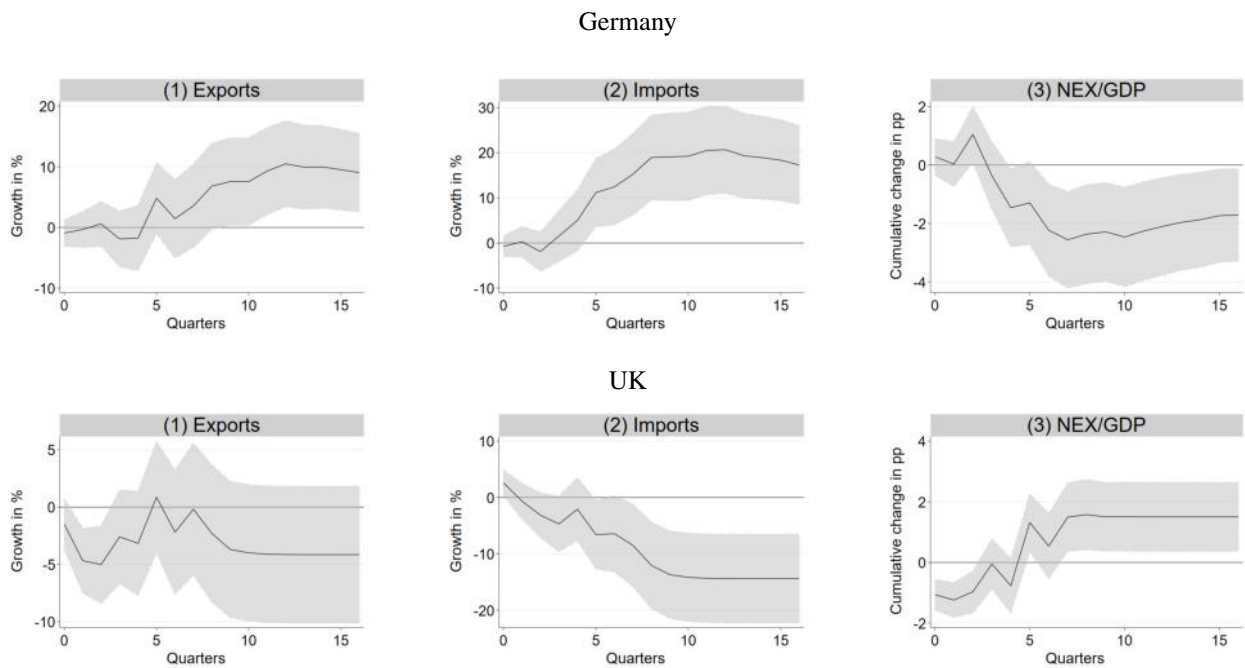 Germany
(1) Exports
(2) Imports
(3) NEX/GDP
Growth in %
20
10
0
-10
0 5 10 15
Quarters
Growth in %
30
20
10
0
-10
0 5 10 15
Quarters
Cumulative change in pp
2
0
-2
-4
0 5 10 15
Quarters
UK
(1) Exports
(2) Imports
(3) NEX/GDP
Growth in %
5
0
-5
-10
0 5 10 15
Quarters
Growth in %
10
0
-10
-20
0 5 10 15
Quarters
Cumulative change in pp
4
2
0
-2
0 5 10 15
Quarters